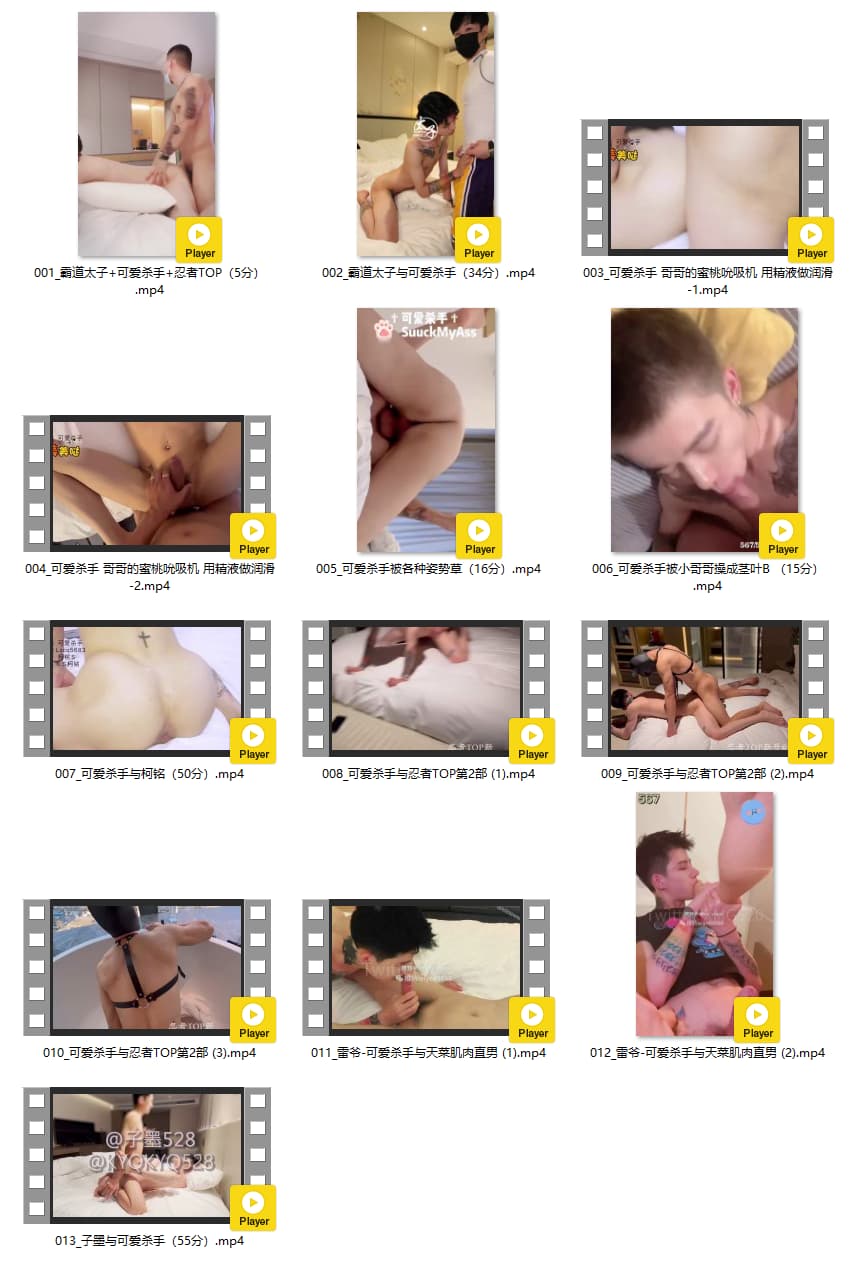 Player
Player
001_霸道太子+可爱杀手+忍者TOP（5分）
.mp4
002_霸道太子与可爱杀手（34分）.mp4
Player
003_可爱杀手 哥哥的蜜桃吮吸机 用精液做润滑
-1.mp4
†可爱杀手†
SuuckMyAss
Player
Player
Player
004_可爱杀手 哥哥的蜜桃吮吸机 用精液做润滑
-2.mp4
005_可爱杀手被各种姿势草（16分）.mp4
006_可爱杀手被小哥哥操成茎叶B （15分）
.mp4
可爱杀手
Player
忍者TOP
Player
忍者TOP
Player
007_可爱杀手与柯铭（50分）.mp4
008_可爱杀手与忍者TOP第2部 (1).mp4
009_可爱杀手与忍者TOP第2部 (2).mp4
567
忍者TOP
Player
Player
Player
010_可爱杀手与忍者TOP第2部 (3).mp4
011_雷爷-可爱杀手与天菜肌肉直男 (1).mp4
012_雷爷-可爱杀手与天菜肌肉直男 (2).mp4
@子墨528
@KYOKYO528
Player
013_子墨与可爱杀手（55分）.mp4